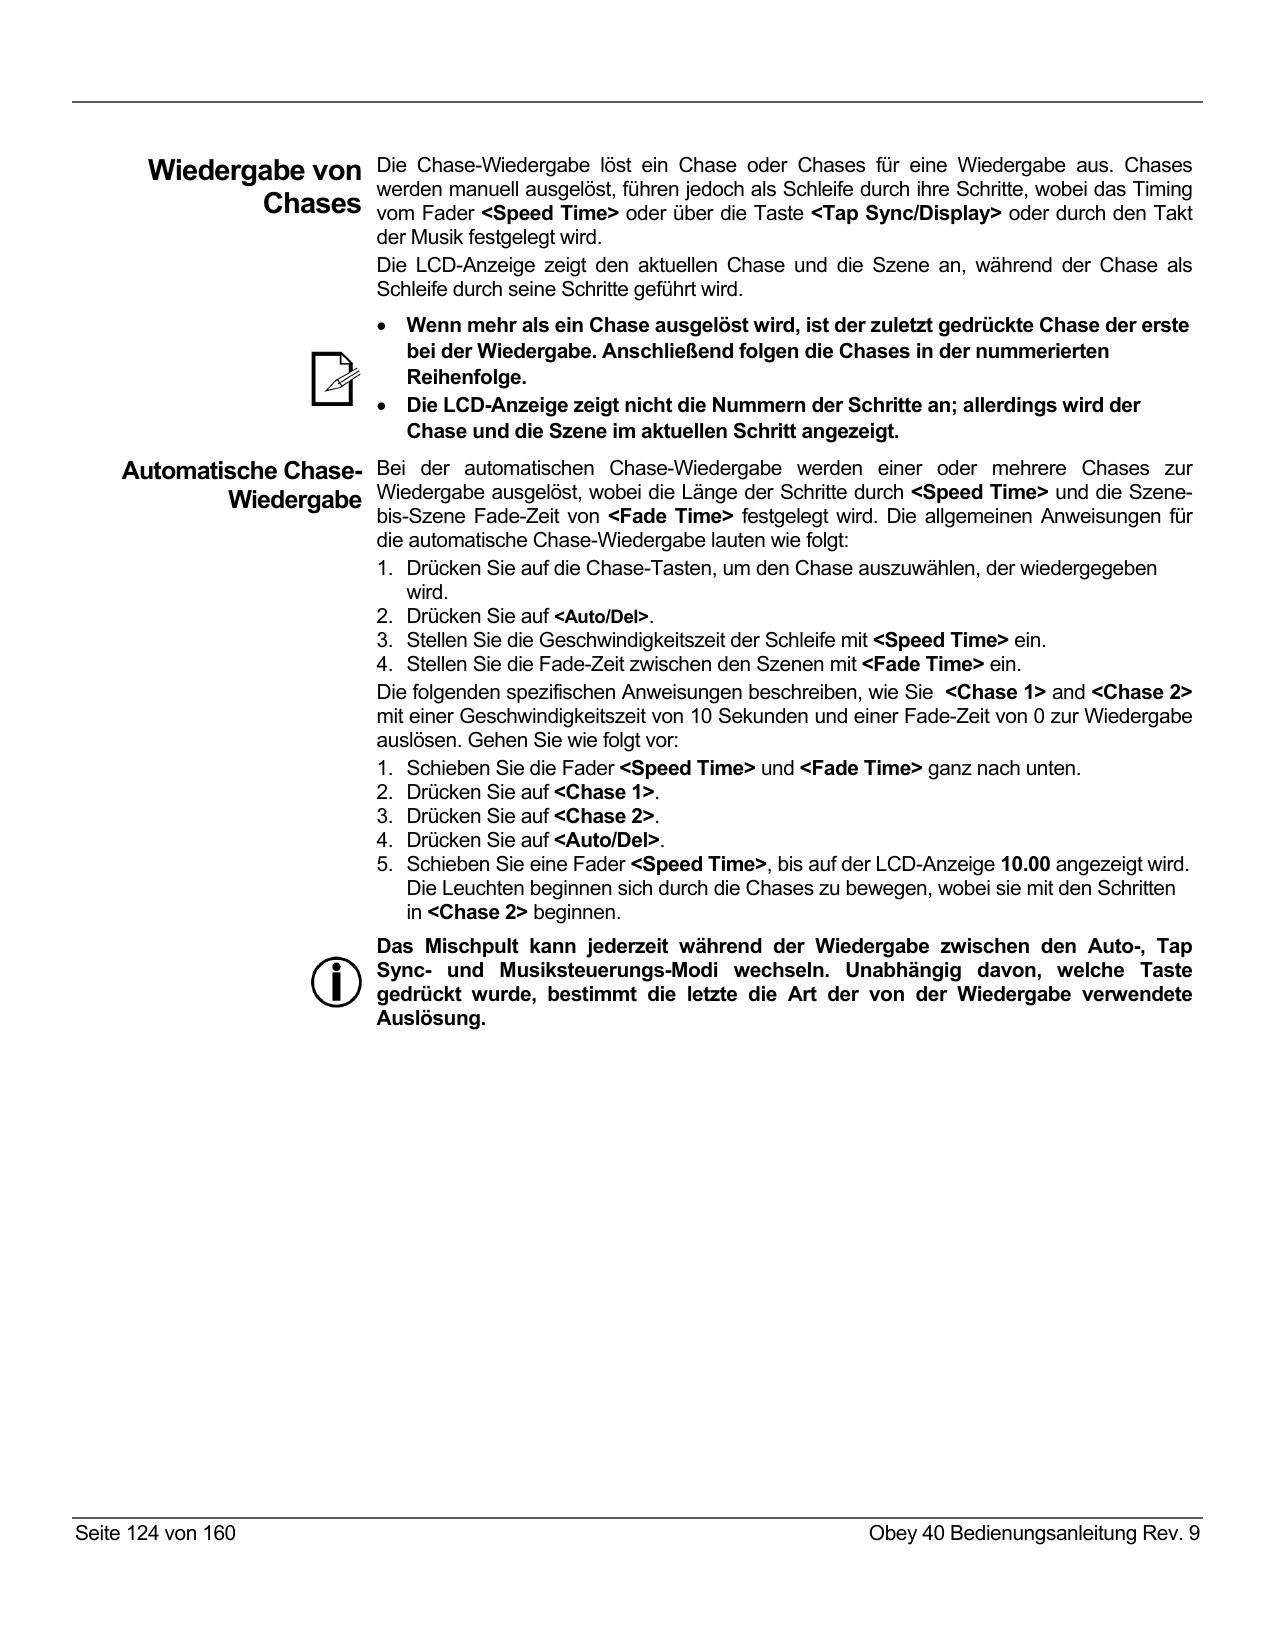 Wiedergabe von
Chases
Die Chase-Wiedergabe löst ein Chase oder Chases für eine Wiedergabe aus. Chases
werden manuell ausgelöst, führen jedoch als Schleife durch ihre Schritte, wobei das Timing
vom Fader <Speed Time> oder über die Taste <Tap Sync/Display> oder durch den Takt
der Musik festgelegt wird.
Die LCD-Anzeige zeigt den aktuellen Chase und die Szene an, während der Chase als
Schleife durch seine Schritte geführt wird.
• Wenn mehr als ein Chase ausgelöst wird, ist der zuletzt gedrückte Chase der erste
bei der Wiedergabe. Anschließend folgen die Chases in der nummerierten
Reihenfolge.
• Die LCD-Anzeige zeigt nicht die Nummern der Schritte an; allerdings wird der
Chase und die Szene im aktuellen Schritt angezeigt.
Automatische Chase-
Wiedergabe
Bei der automatischen Chase-Wiedergabe werden einer oder mehrere Chases zur
Wiedergabe ausgelöst, wobei die Länge der Schritte durch <Speed Time> und die Szene-
bis-Szene Fade-Zeit von <Fade Time> festgelegt wird. Die allgemeinen Anweisungen für
die automatische Chase-Wiedergabe lauten wie folgt:
1. Drücken Sie auf die Chase-Tasten, um den Chase auszuwählen, der wiedergegeben
wird.
2. Drücken Sie auf <Auto/Del>.
3. Stellen Sie die Geschwindigkeitszeit der Schleife mit <Speed Time> ein.
4. Stellen Sie die Fade-Zeit zwischen den Szenen mit <Fade Time> ein.
Die folgenden spezifischen Anweisungen beschreiben, wie Sie <Chase 1> and <Chase 2>
mit einer Geschwindigkeitszeit von 10 Sekunden und einer Fade-Zeit von 0 zur Wiedergabe
auslösen. Gehen Sie wie folgt vor:
1. Schieben Sie die Fader <Speed Time> und <Fade Time> ganz nach unten.
2. Drücken Sie auf <Chase 1>.
3. Drücken Sie auf <Chase 2>.
4. Drücken Sie auf <Auto/Del>.
5. Schieben Sie eine Fader <Speed Time>, bis auf der LCD-Anzeige 10.00 angezeigt wird.
Die Leuchten beginnen sich durch die Chases zu bewegen, wobei sie mit den Schritten
in <Chase 2> beginnen.
Das Mischpult kann jederzeit während der Wiedergabe zwischen den Auto-, Tap
Sync- und Musiksteuerungs-Modi wechseln. Unabhängig davon, welche Taste
gedrückt wurde, bestimmt die letzte die Art der von der Wiedergabe verwendete
Auslösung.
Seite 124 von 160
Obey 40 Bedienungsanleitung Rev. 9